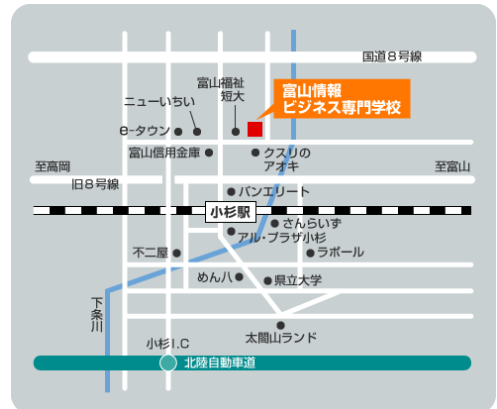 国道8号線
富山福祉
短大
富山情報
ビジネス専門学校
ニューいちい
e-タウン
富山信用金庫
クスリの
アオキ
至高岡
至富山
旧8号線
バンエリート
小杉駅
さんらいず
アル・プラザ小杉
不二屋
ラポール
めん八
県立大学
下条川
太閤山ランド
小杉I.C
北陸自動車道